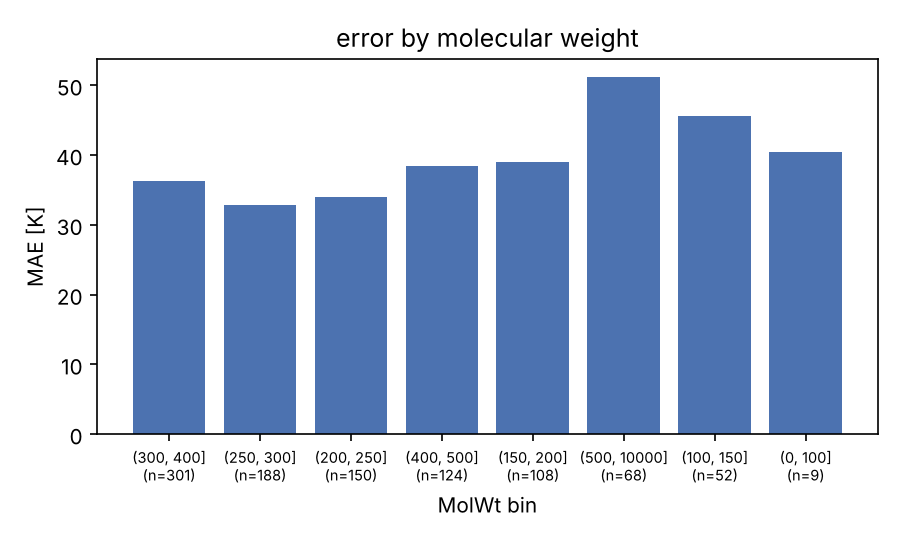 error by molecular weight
MAE [K]
50
40
30
20
10
0
(300, 400] (250, 300] (200, 250] (400, 500] (150, 200] (500, 10000] (100, 150] (0, 100]
(n=301) (n=188) (n=150) (n=124) (n=108) (n=68) (n=52) (n=9)
MolWt bin